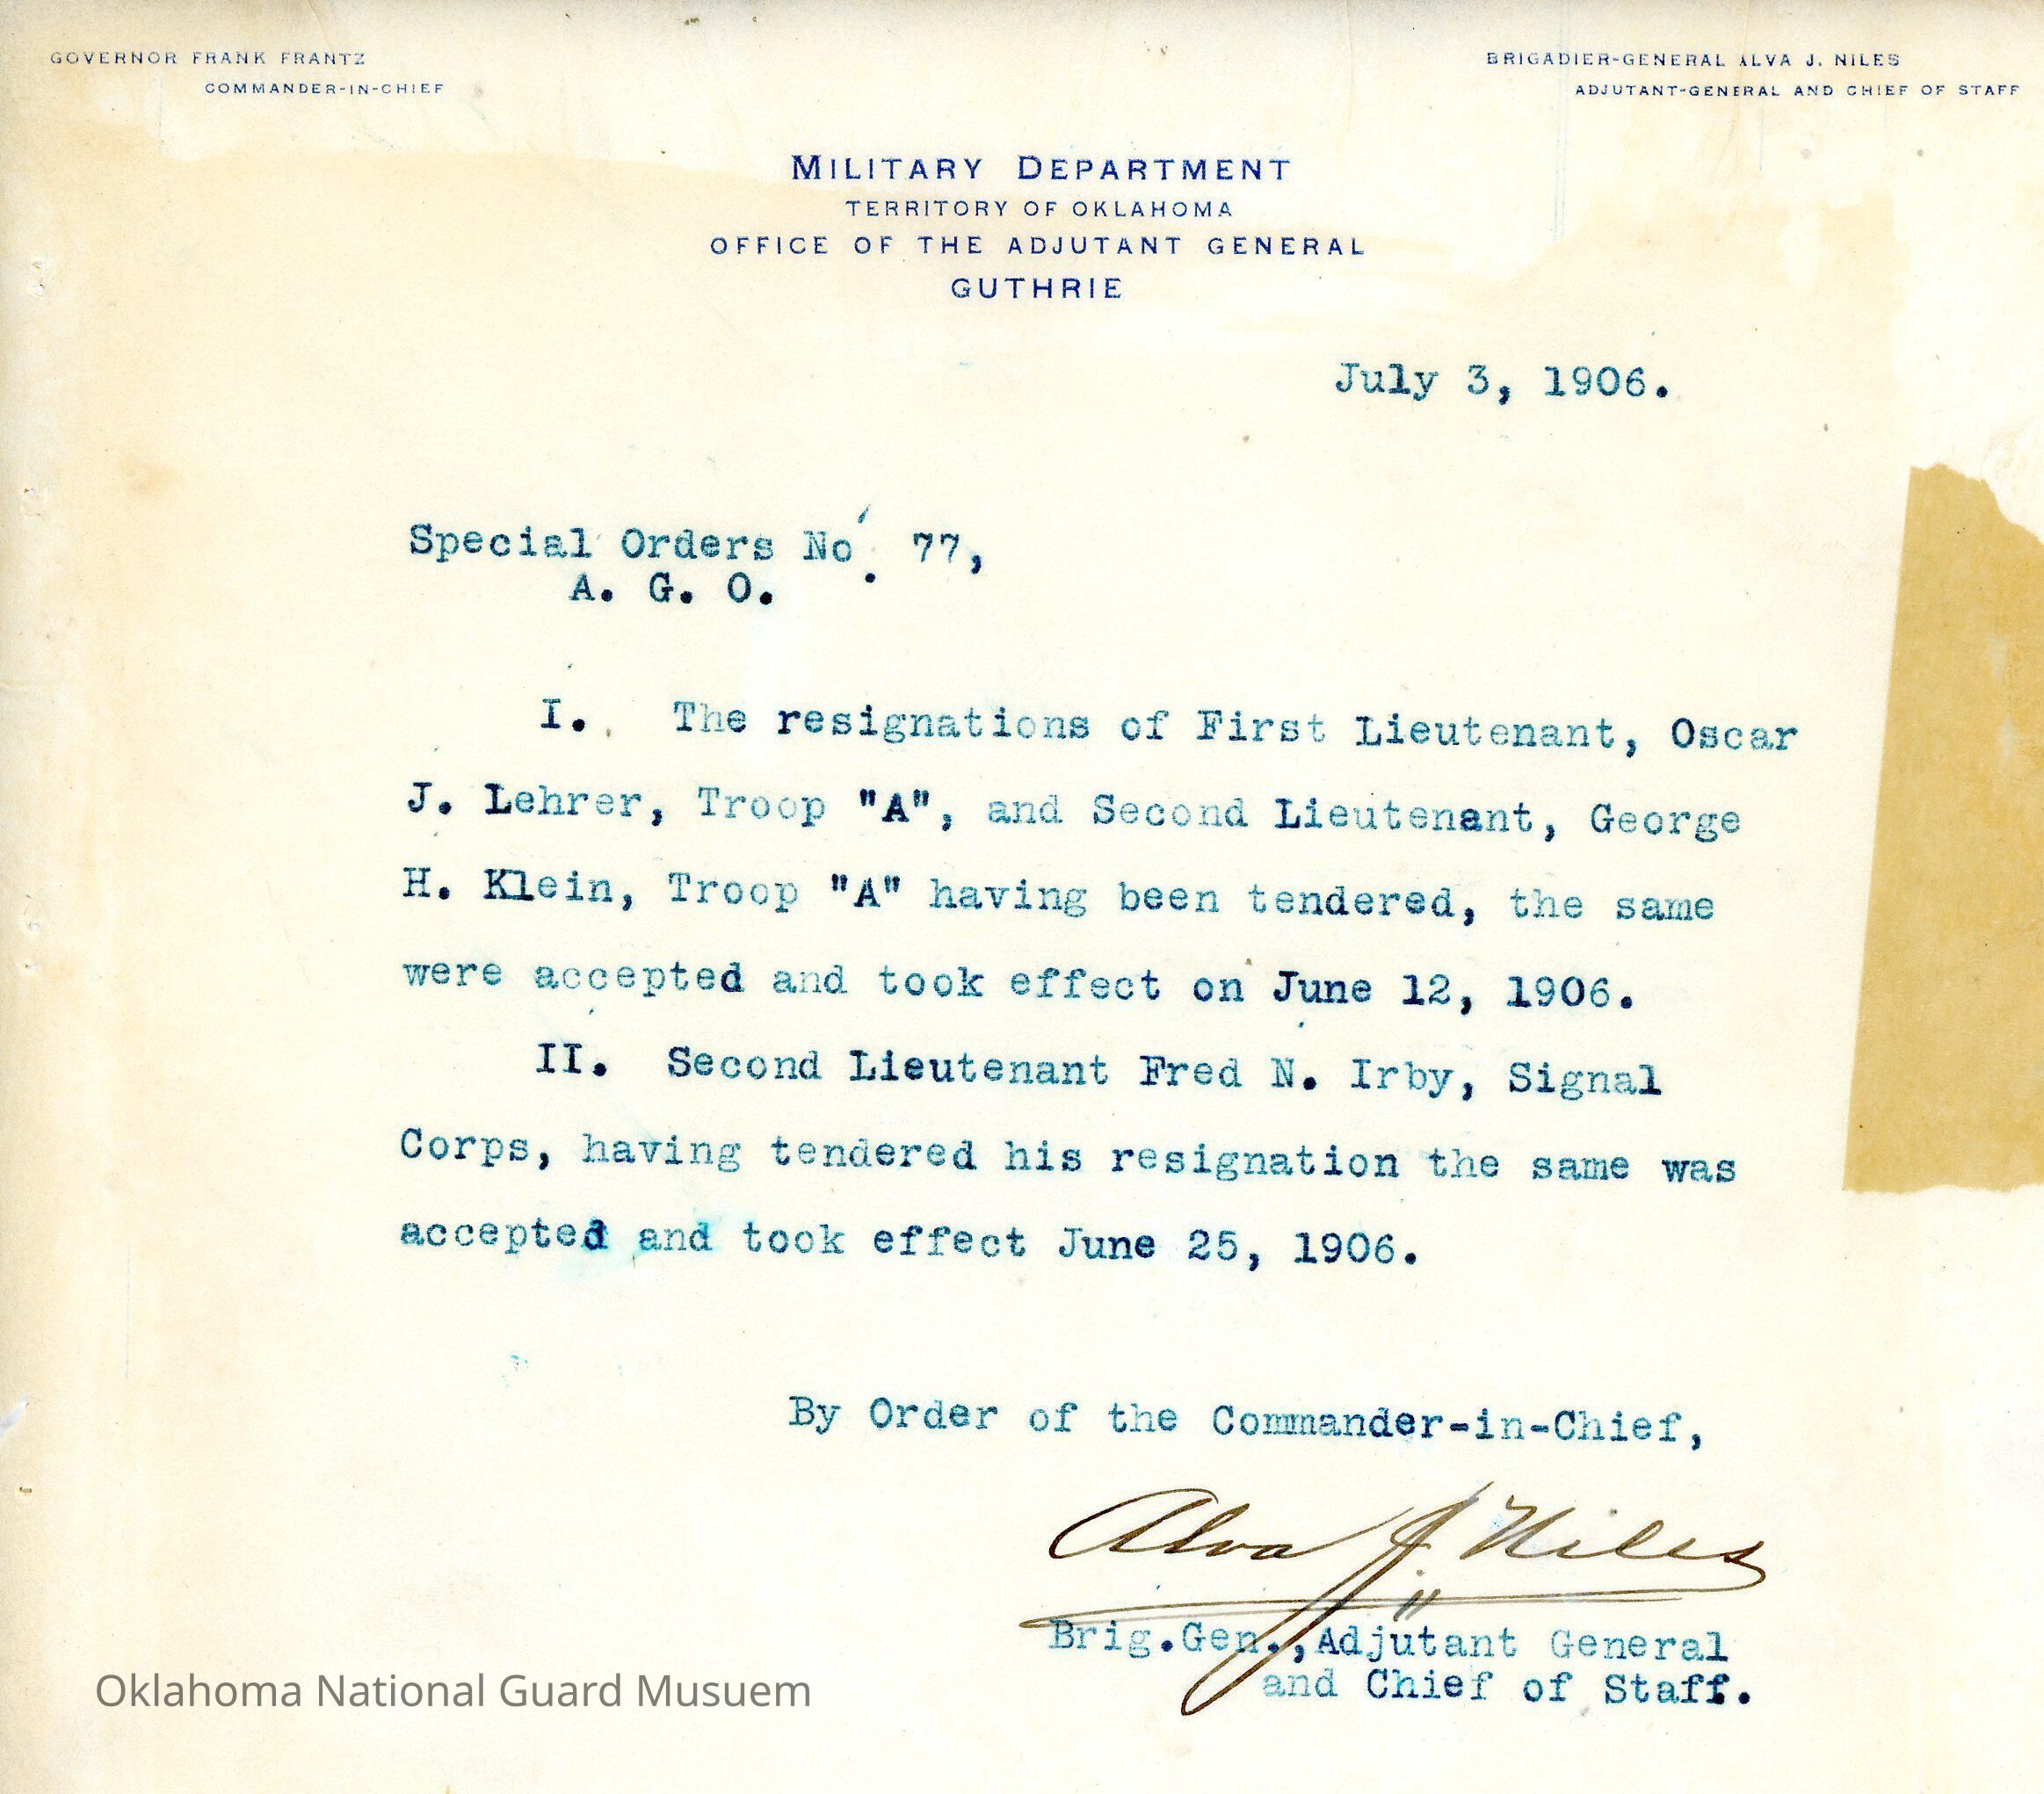 GOVERNOR FRANK FRANTZ
COMMANDER-IN-CHIEF
BRIGADIER-GENERAL ALVA J. NILES
ADJUTANT-GENERAL AND CHIEF OF STAFF
MILITARY DEPARTMENT
TERRITORY OF OKLAHOMA
OFFICE OF THE ADJUTANT GENERAL
GUTHRIE
July 3, 1906.
Special Orders No. 77,
A. G. O.
I. The resignations of First Lieutenant, Oscar
J. Lehrer, Troop "A", and Second Lieutenant, George
H. Klein, Troop "A" having been tendered, the same
were accepted and took effect on June 12, 1906.
II. Second Lieutenant Fred N. Irby, Signal
Corps, having tendered his resignation the same was
accepted and took effect June 25, 1906.
By Order of the Commander-in-Chief,
Alva J. Niles
Brig.Gen.,Adjutant General
and Chief of Staff.
Oklahoma National Guard Musuem